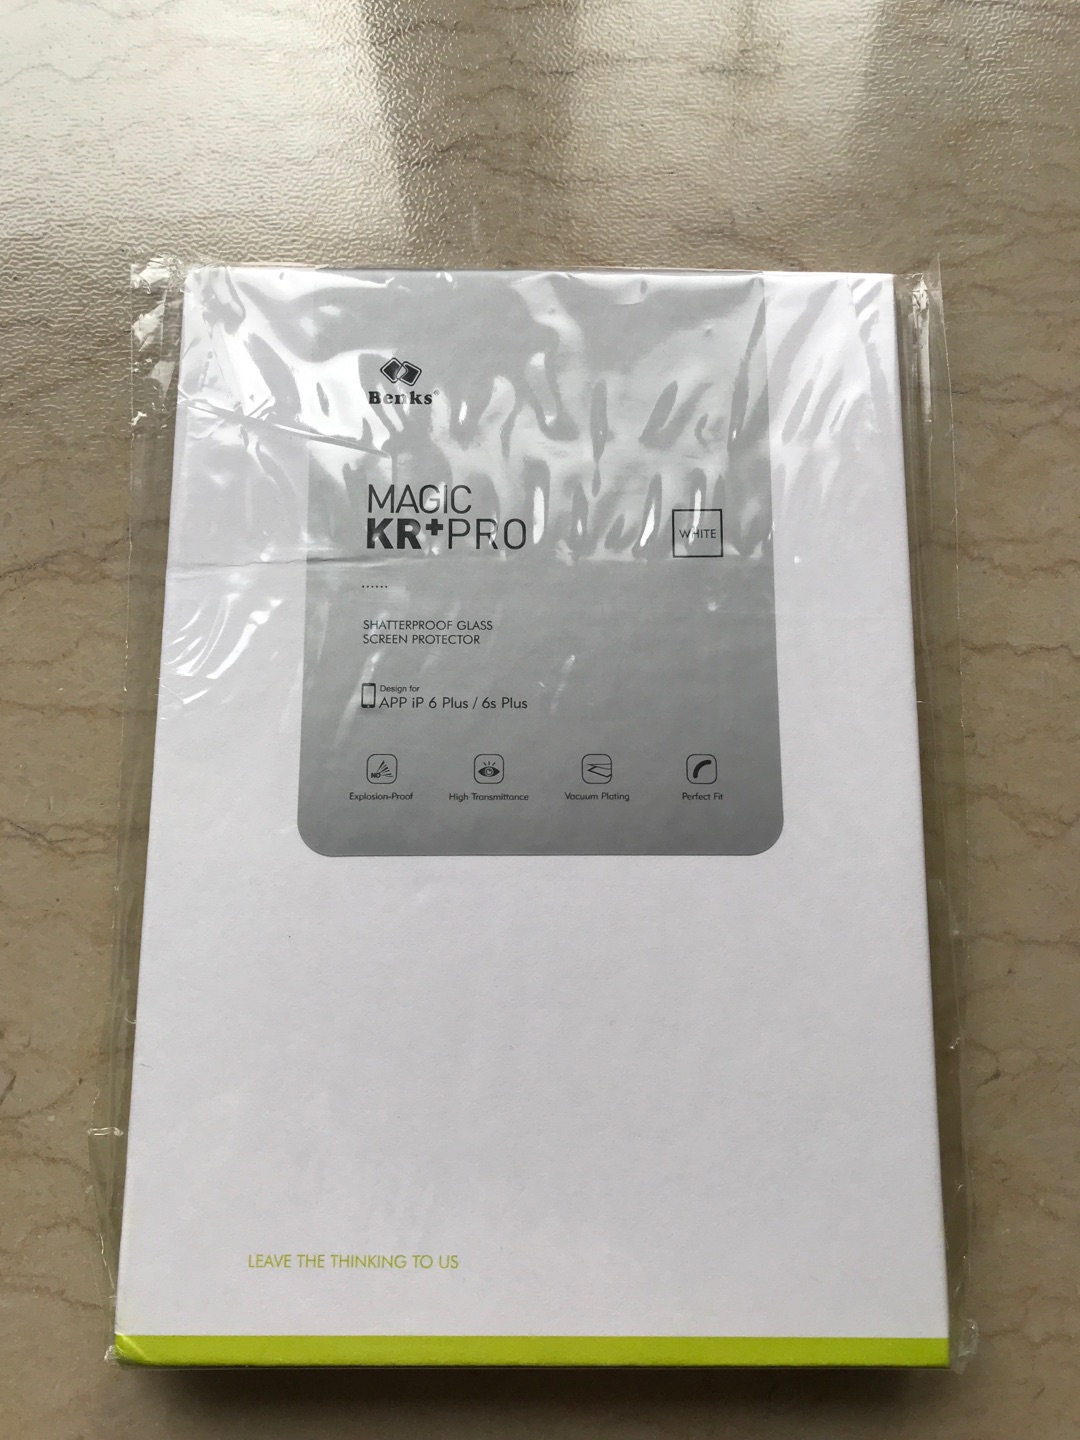 Benks®
MAGIC
KR+PRO
WHITE
SHATTERPROOF GLASS
SCREEN PROTECTOR
Design for
APP iP 6 Plus / 6s Plus
NO
Explosion-Proof
High Transmittance
Vacuum Plating
Perfect Fit
LEAVE THE THINKING TO US